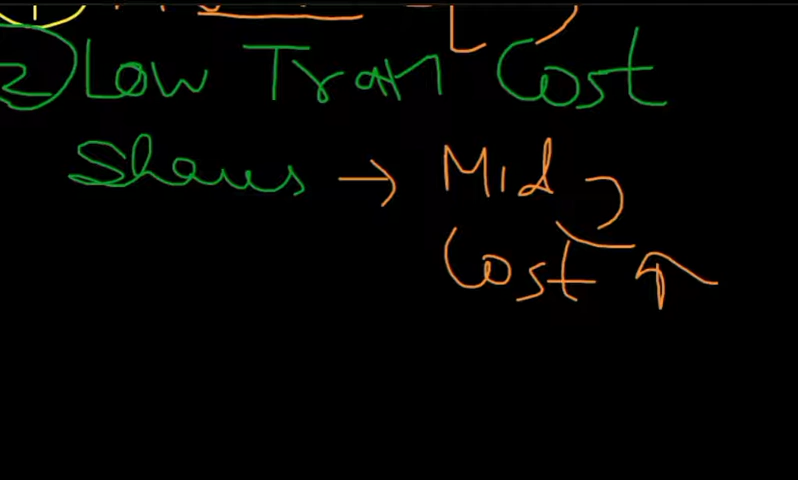 2) Low Tran Cost
Shares → Mid
Cost ↑